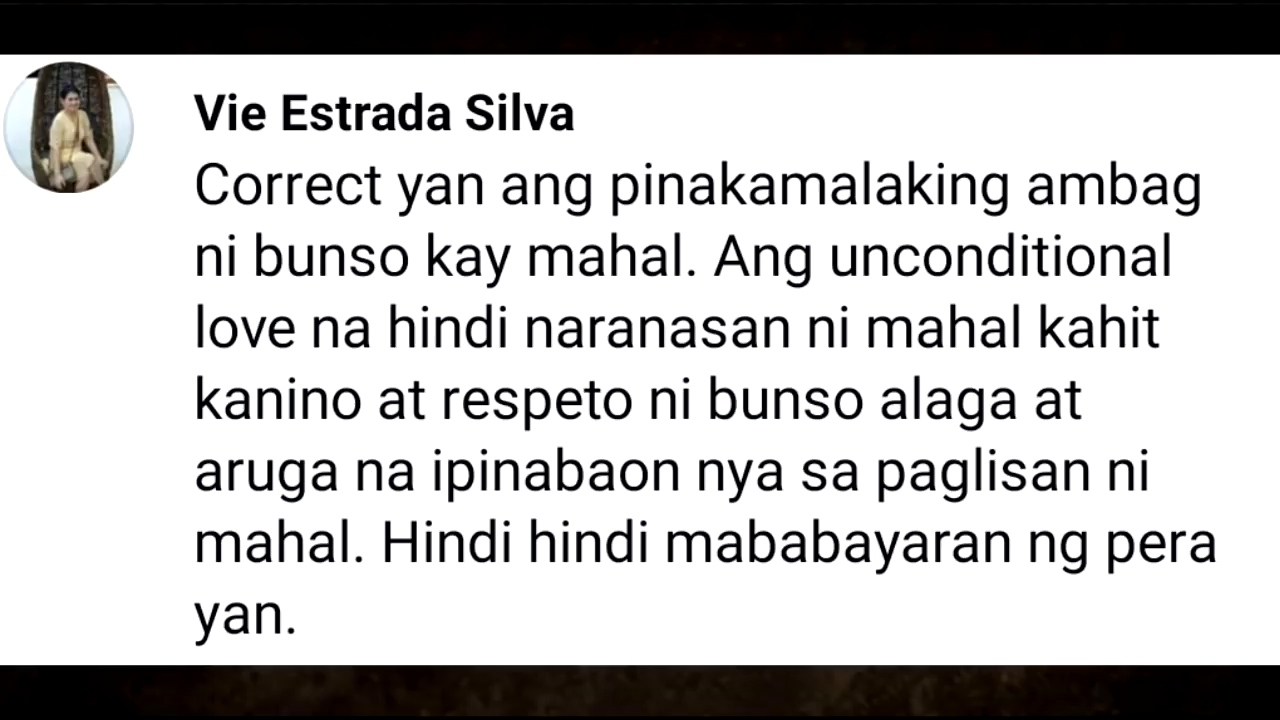 Vie Estrada Silva
Correct yan ang pinakamalaking ambag
ni bunso kay mahal. Ang unconditional
love na hindi naranasan ni mahal kahit
kanino at respeto ni bunso alaga at
aruga na ipinabaon nya sa paglisan ni
mahal. Hindi hindi mababayaran ng pera
yan.